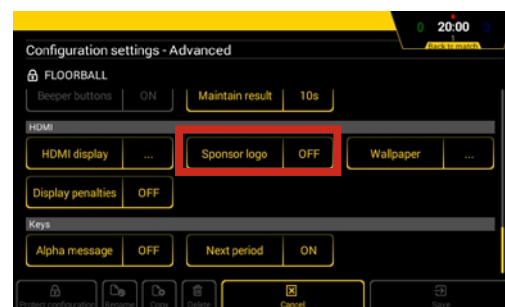 0 20:00 0
1
Back to match
Configuration settings - Advanced
FLOORBALL
Beeper buttons ON Maintain result 10s
HDMI
HDMI display ... Sponsor logo OFF Wallpaper ...
Display penalties OFF
Keys
Alpha message OFF Next period ON
Protect configuration Rename Copy Delete Cancel Save